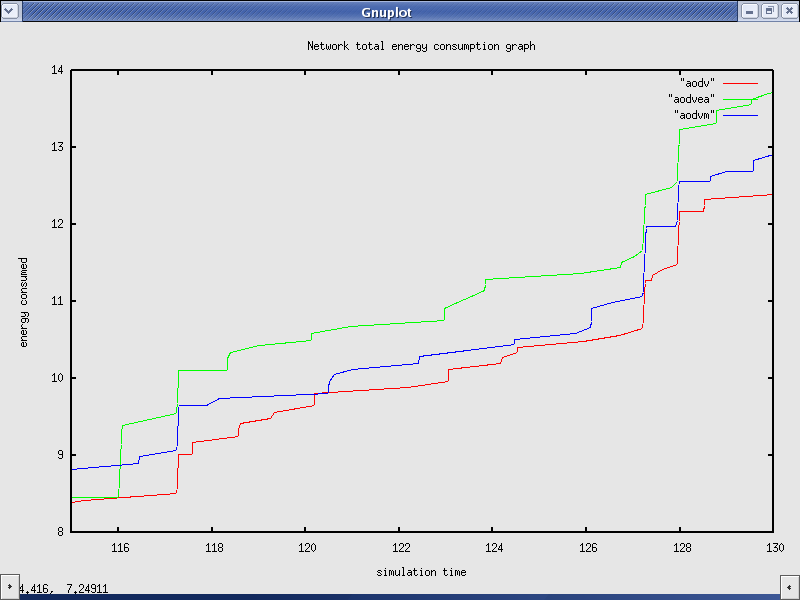 Gnuplot
Network total energy consumption graph
14
"aodv"
"aodvea"
"aodvm"
13
12
11
energy consumed
10
9
8
116 118 120 122 124 126 128 130
simulation time
4.416, 7.24911